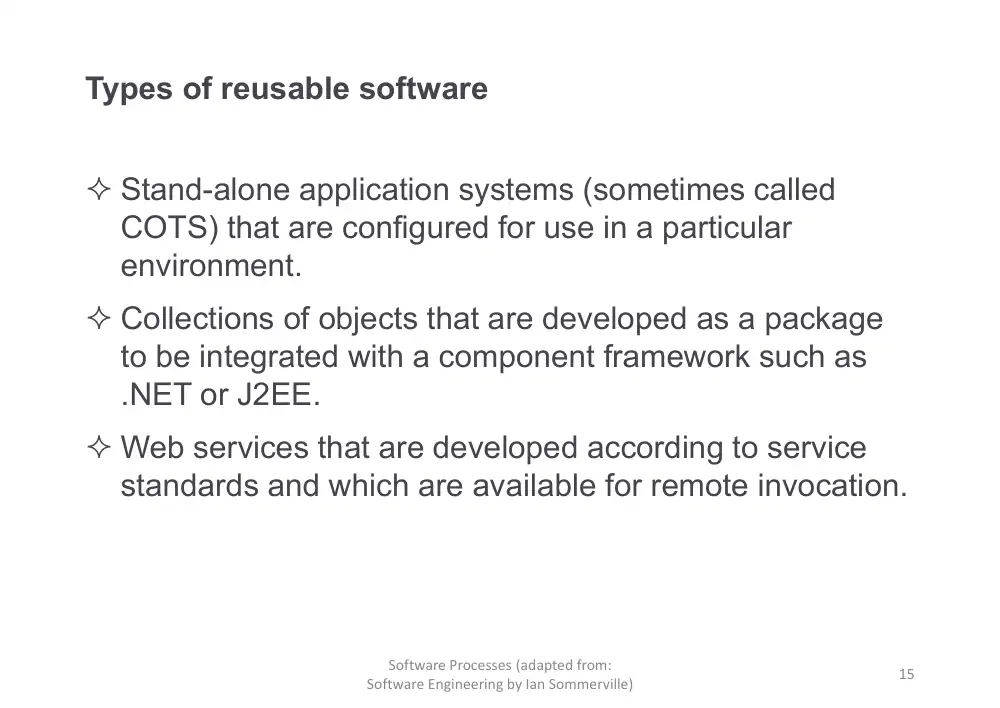 Types of reusable software
✧ Stand-alone application systems (sometimes called
COTS) that are configured for use in a particular
environment.
✧ Collections of objects that are developed as a package
to be integrated with a component framework such as
.NET or J2EE.
✧ Web services that are developed according to service
standards and which are available for remote invocation.
Software Processes (adapted from:
Software Engineering by Ian Sommerville)
15